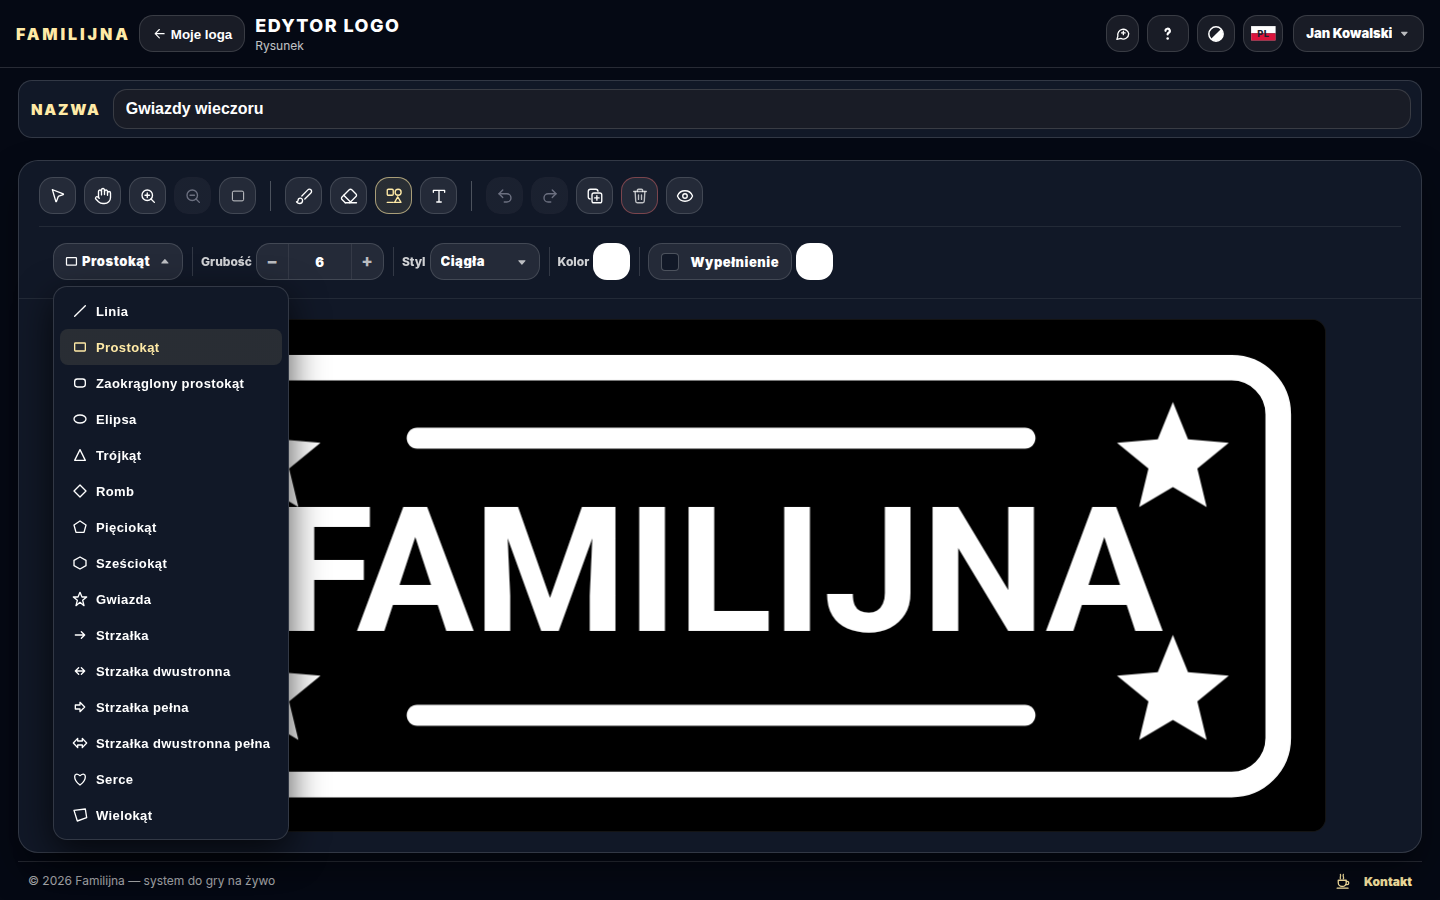 FAMILIJNA
Moje loga
EDYTOR LOGO
Rysunek
?
PL
Jan Kowalski
NAZWA
Gwiazdy wieczoru
T
Prostokąt
Grubość
− 6 +
Styl
Ciągła
Kolor
Wypełnienie
Linia
Prostokąt
Zaokrąglony prostokąt
Elipsa
Trójkąt
Romb
Pięciokąt
Sześciokąt
Gwiazda
Strzałka
Strzałka dwustronna
Strzałka pełna
Strzałka dwustronna pełna
Serce
Wielokąt
FAMILIJNA
© 2026 Familijna — system do gry na żywo
Kontakt